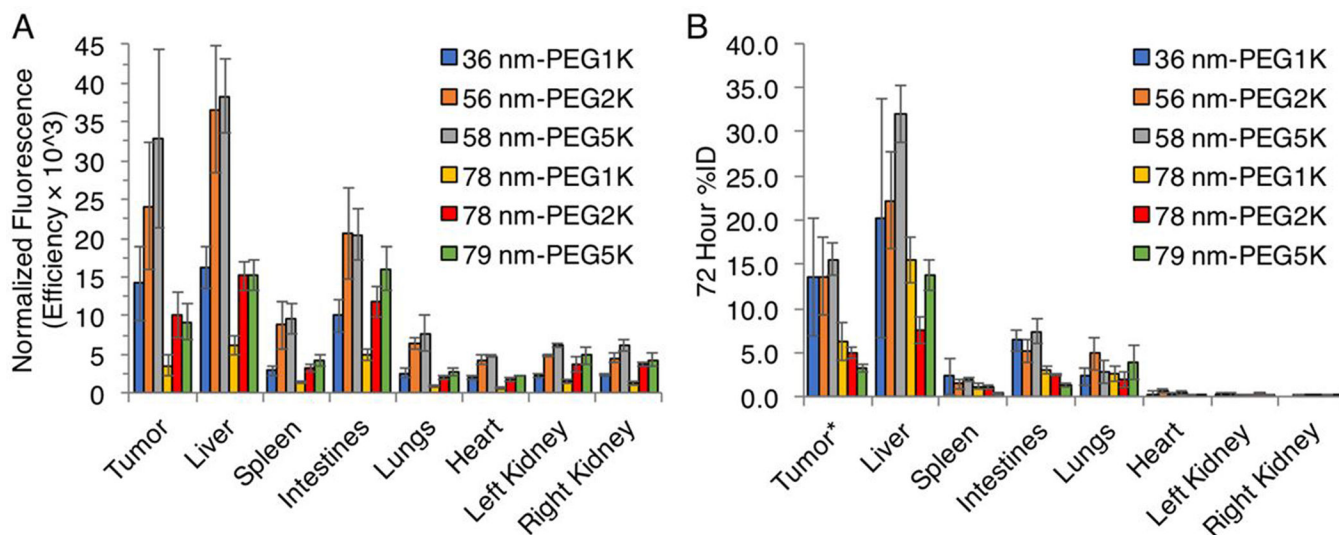 A
Normalized Fluorescence
(Efficiency × 10^3)
45
40
35
30
25
20
15
10
5
0
36 nm-PEG1K
56 nm-PEG2K
58 nm-PEG5K
78 nm-PEG1K
78 nm-PEG2K
79 nm-PEG5K
Tumor
Liver
Spleen
Intestines
Lungs
Heart
Left Kidney
Right Kidney
B
72 Hour %ID
40.0
35.0
30.0
25.0
20.0
15.0
10.0
5.0
0.0
36 nm-PEG1K
56 nm-PEG2K
58 nm-PEG5K
78 nm-PEG1K
78 nm-PEG2K
79 nm-PEG5K
Tumor*
Liver
Spleen
Intestines
Lungs
Heart
Left Kidney
Right Kidney